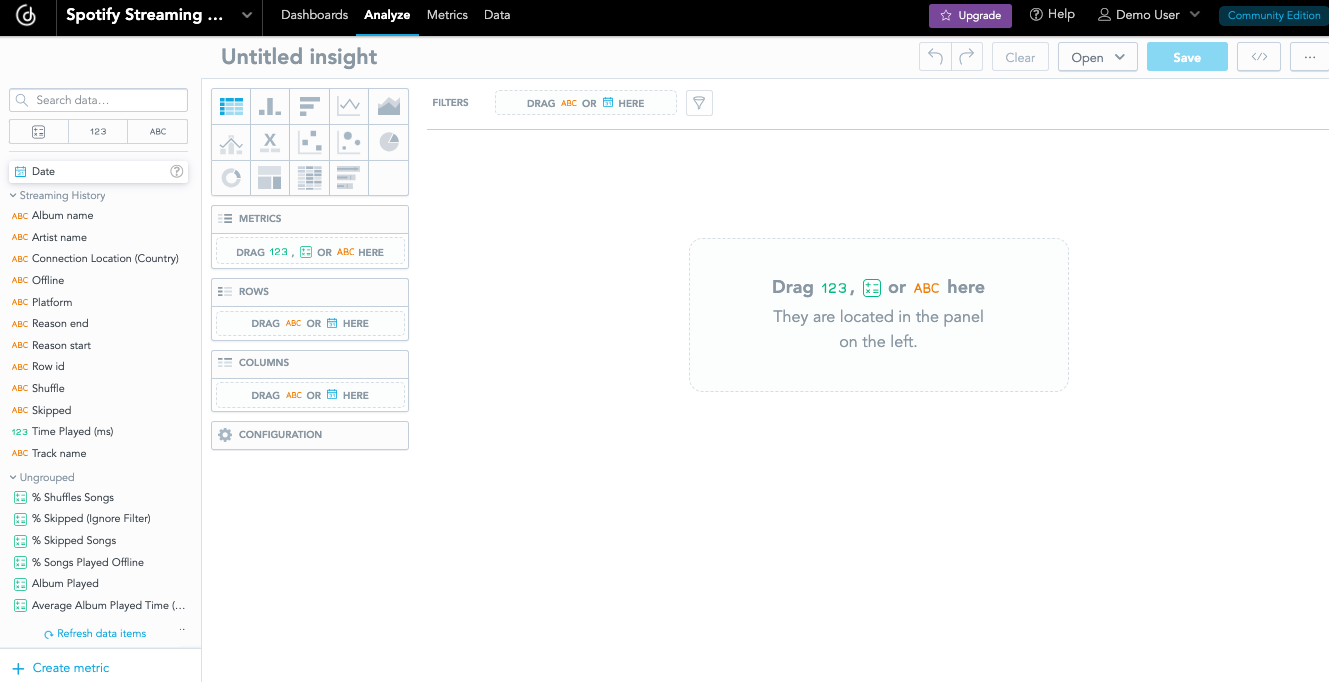 Spotify Streaming ...
Dashboards Analyze Metrics Data
Upgrade
Help
Demo User
Community Edition
Untitled insight
Clear
Open
Save
</>
...
Search data...
123
ABC
Date
?
Streaming History
ABC Album name
ABC Artist name
ABC Connection Location (Country)
ABC Offline
ABC Platform
ABC Reason end
ABC Reason start
ABC Row id
ABC Shuffle
ABC Skipped
123 Time Played (ms)
ABC Track name
Ungrouped
% Shuffles Songs
% Skipped (Ignore Filter)
% Skipped Songs
% Songs Played Offline
Album Played
Average Album Played Time (...
Refresh data items
Create metric
METRICS
DRAG 123 , OR ABC HERE
ROWS
DRAG ABC OR HERE
COLUMNS
DRAG ABC OR HERE
CONFIGURATION
FILTERS
DRAG ABC OR HERE
Drag 123 , or ABC here
They are located in the panel
on the left.